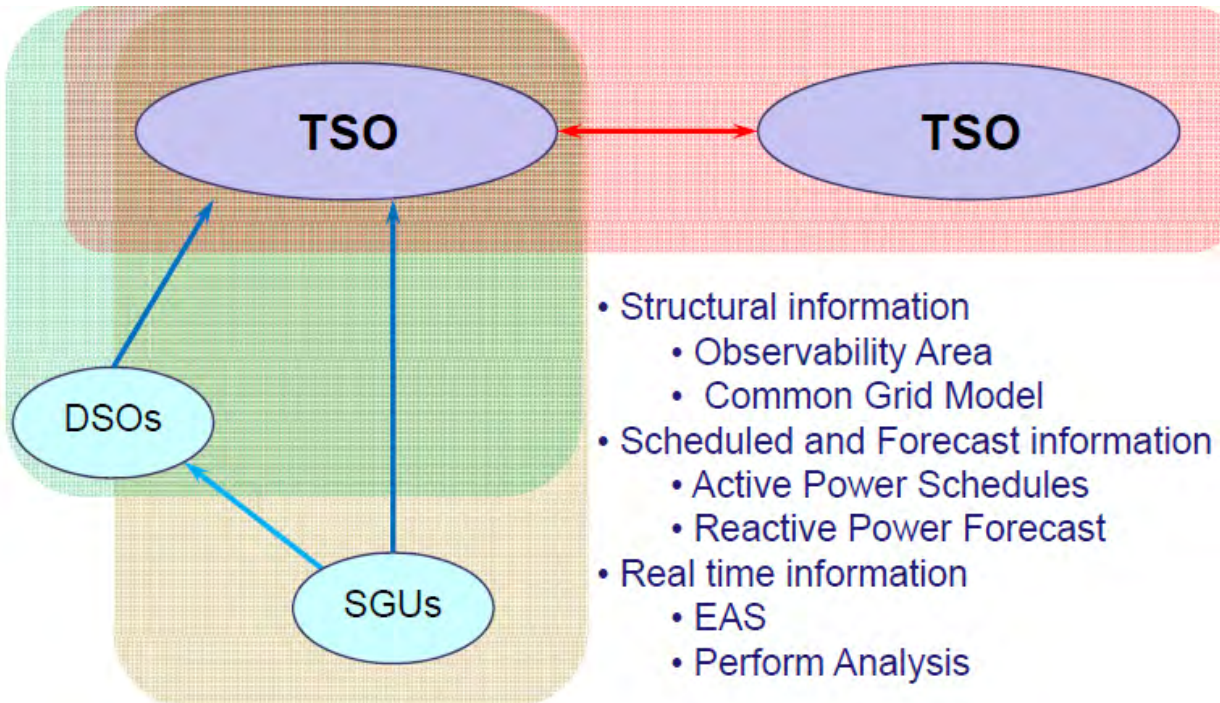 TSO
TSO
DSOs
SGUs
• Structural information
• Observability Area
• Common Grid Model
• Scheduled and Forecast information
• Active Power Schedules
• Reactive Power Forecast
• Real time information
• EAS
• Perform Analysis